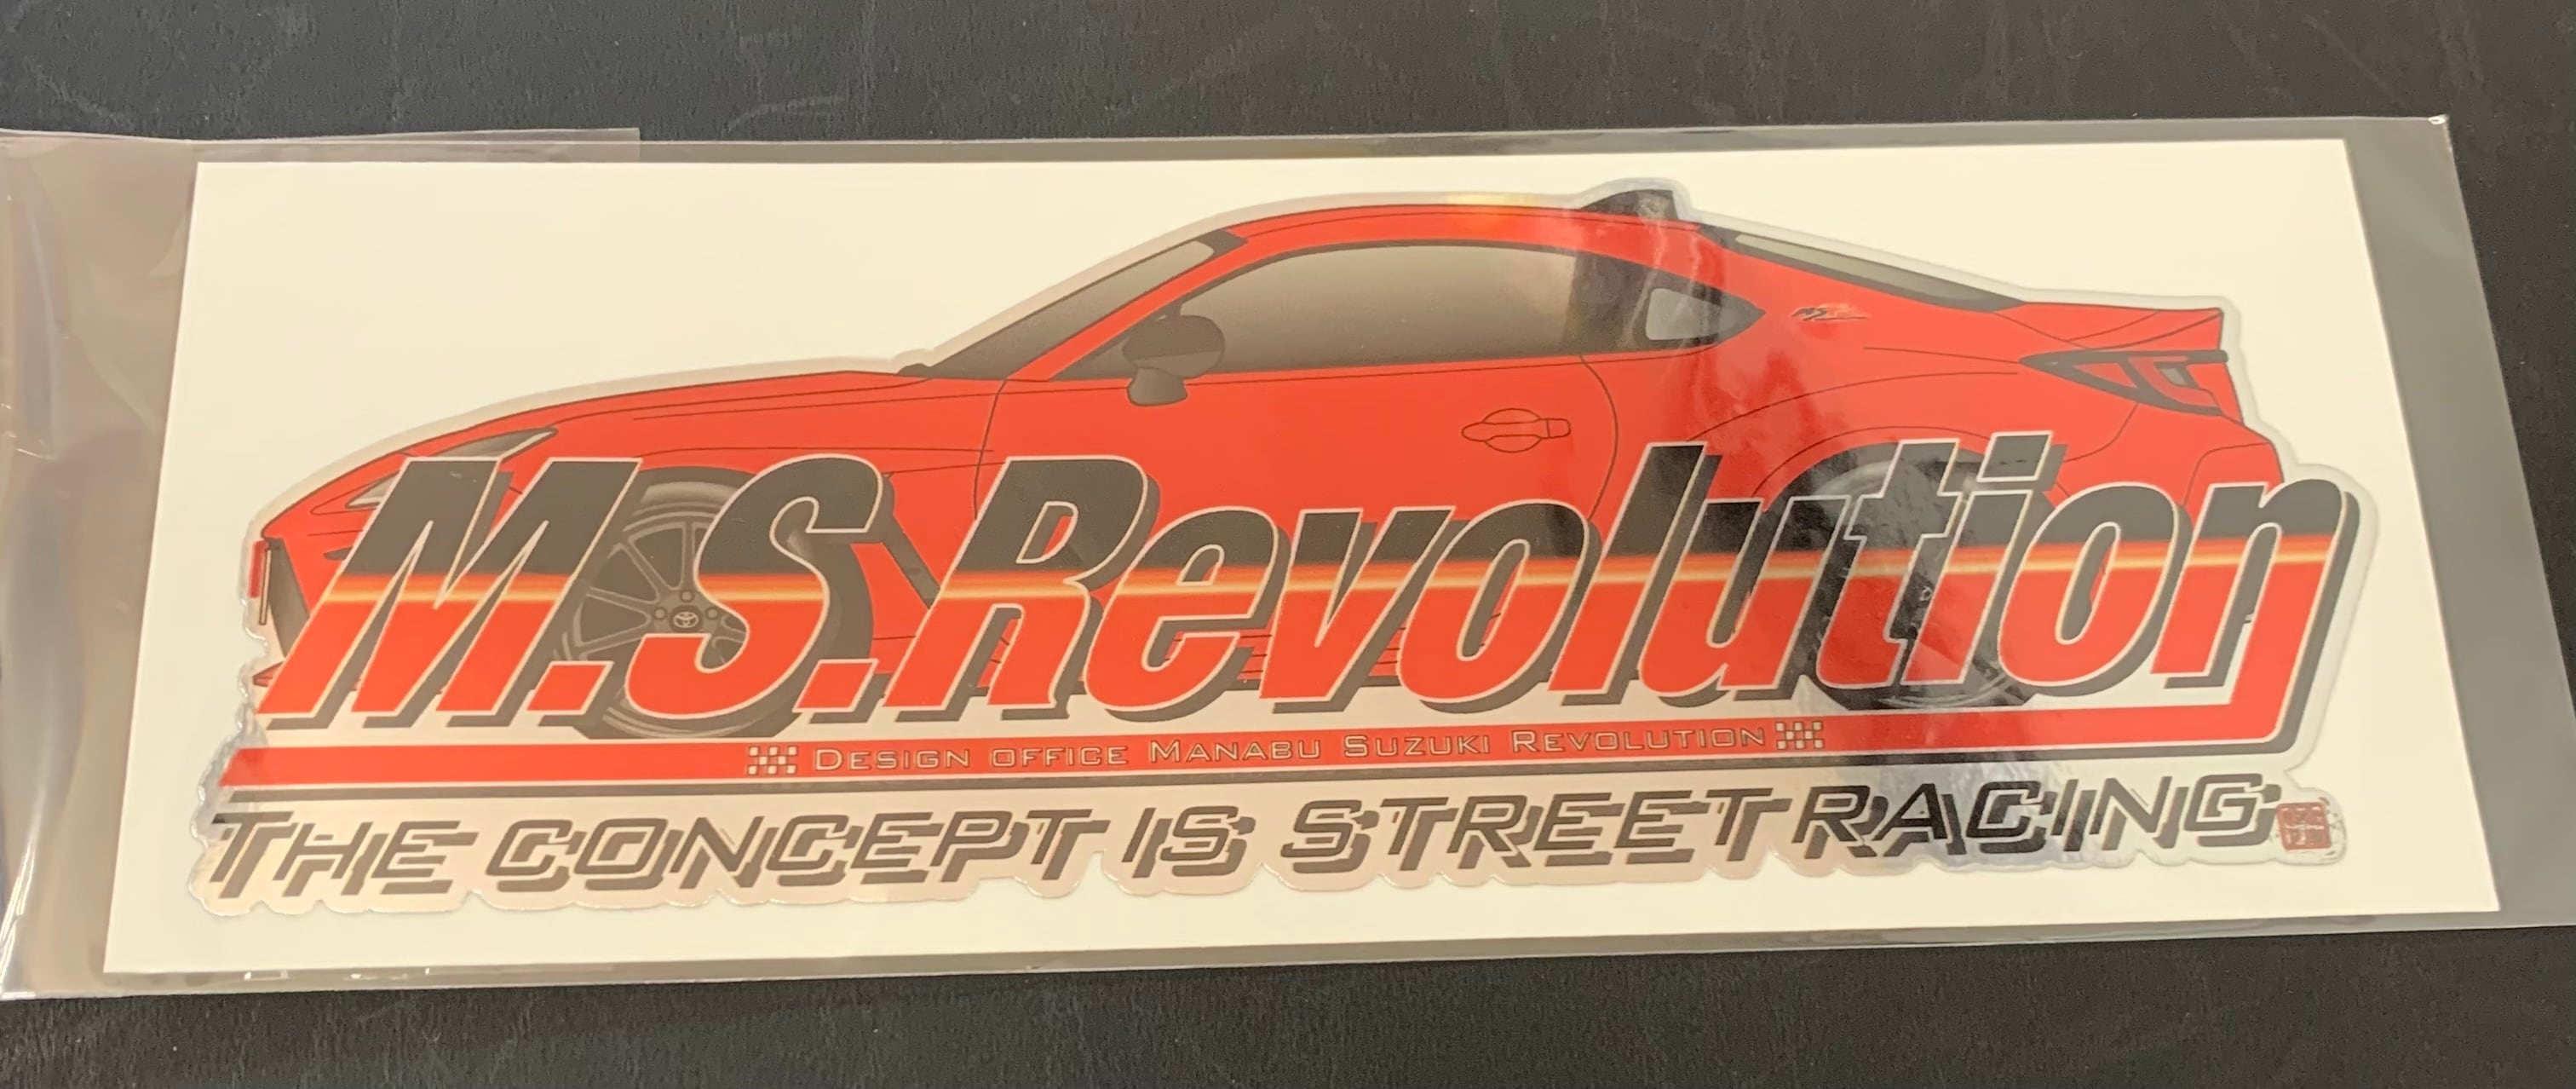 M.S.Revolution
DESIGN OFFICE MANABU SUZUKI REVOLUTION
THE CONCEPT IS STREET RACING